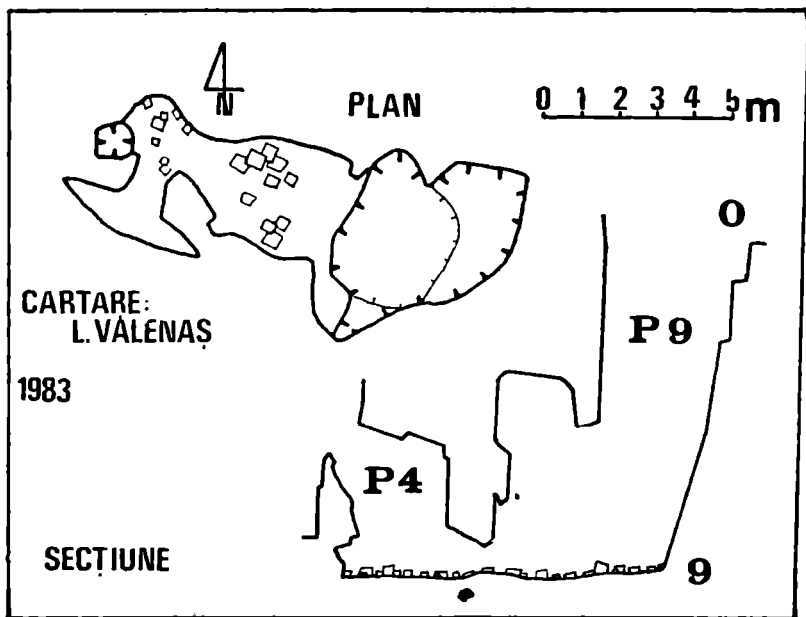 N
PLAN
0 1 2 3 4 5 m
0
CARTARE:
L. VĂLENAȘ
P9
1983
P4
SECȚIUNE
9